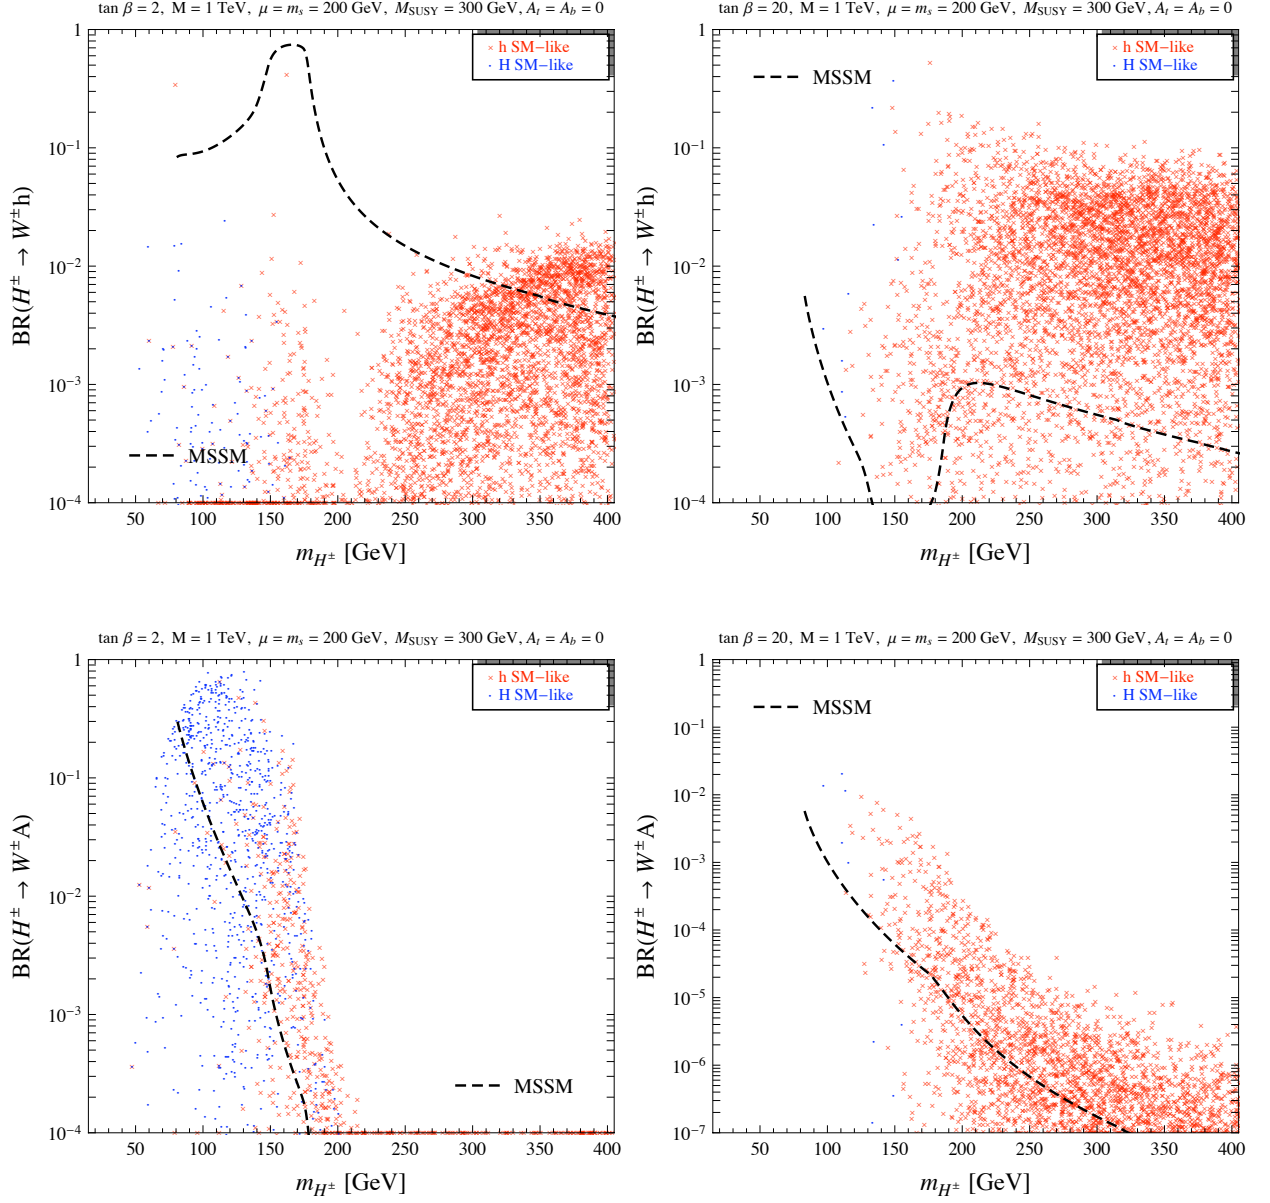 tan β = 2, M = 1 TeV, μ = m_s = 200 GeV, M_SUSY = 300 GeV, A_t = A_b = 0
1
10⁻¹
10⁻²
10⁻³
10⁻⁴
BR(H± → W±h)
× h SM−like
· H SM−like
MSSM
50 100 150 200 250 300 350 400
m_H± [GeV]
tan β = 20, M = 1 TeV, μ = m_s = 200 GeV, M_SUSY = 300 GeV, A_t = A_b = 0
1
10⁻¹
10⁻²
10⁻³
10⁻⁴
BR(H± → W±h)
× h SM−like
· H SM−like
MSSM
50 100 150 200 250 300 350 400
m_H± [GeV]
tan β = 2, M = 1 TeV, μ = m_s = 200 GeV, M_SUSY = 300 GeV, A_t = A_b = 0
1
10⁻¹
10⁻²
10⁻³
10⁻⁴
BR(H± → W±A)
× h SM−like
· H SM−like
MSSM
50 100 150 200 250 300 350 400
m_H± [GeV]
tan β = 20, M = 1 TeV, μ = m_s = 200 GeV, M_SUSY = 300 GeV, A_t = A_b = 0
1
10⁻¹
10⁻²
10⁻³
10⁻⁴
10⁻⁵
10⁻⁶
10⁻⁷
BR(H± → W±A)
× h SM−like
· H SM−like
MSSM
50 100 150 200 250 300 350 400
m_H± [GeV]